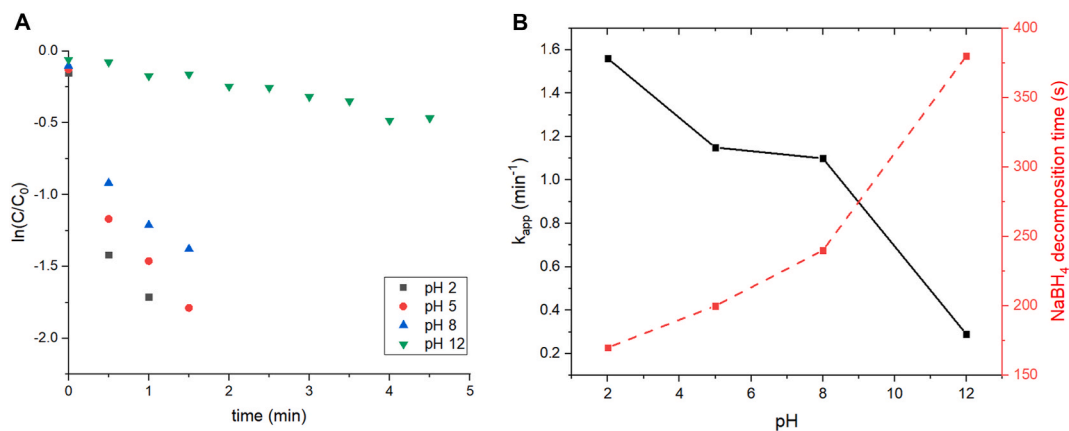 A
0.0
-0.5
-1.0
-1.5
-2.0
ln(C/C₀)
0
1
2
3
4
5
time (min)
pH 2
pH 5
pH 8
pH 12
B
1.6
1.4
1.2
1.0
0.8
0.6
0.4
0.2
k_app (min⁻¹)
2
4
6
8
10
12
pH
400
350
300
250
200
150
NaBH₄ decomposition time (s)